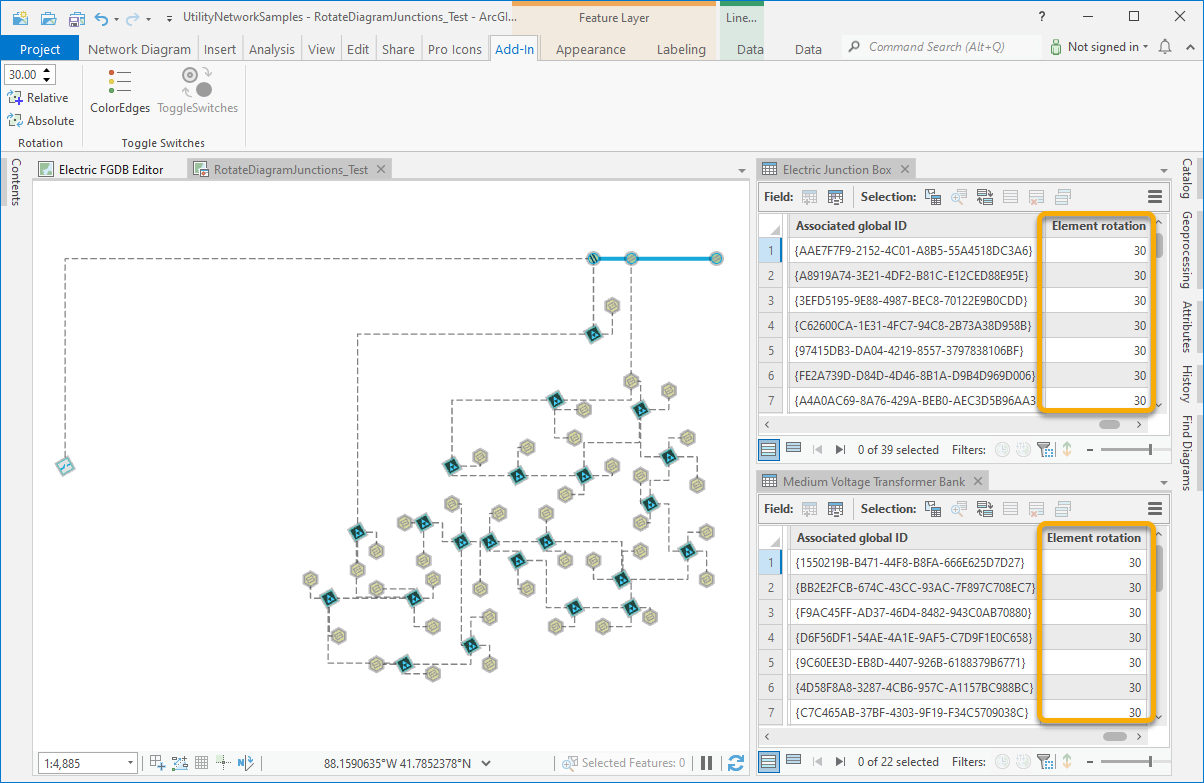 UtilityNetworkSamples - RotateDiagramJunctions_Test - ArcGI...
Feature Layer
Line...
?
Project
Network Diagram
Insert
Analysis
View
Edit
Share
Pro Icons
Add-In
Appearance
Labeling
Data
Data
Command Search (Alt+Q)
Not signed in
30.00
Relative
Absolute
Rotation
ColorEdges
ToggleSwitches
Toggle Switches
Contents
Electric FGDB Editor
RotateDiagramJunctions_Test
1:4,885
88.1590635°W 41.7852378°N
Selected Features: 0
Electric Junction Box
Field:
Selection:
Associated global ID Element rotation
1 {AAE7F7F9-2152-4C01-A8B5-55A4518DC3A6} 30
2 {A8919A74-3E21-4DF2-B81C-E12CED88E95E} 30
3 {3EFD5195-9E88-4987-BEC8-70122E9B0CDD} 30
4 {C62600CA-1E31-4FC7-94C8-2B73A38D958B} 30
5 {97415DB3-DA04-4219-8557-3797838106BF} 30
6 {FE2A739D-D84D-4D46-8B1A-D9B4D969D006} 30
7 {A4A0AC69-8A76-429A-BEB0-AEC3D5B96AA3 30
0 of 39 selected
Filters:
Medium Voltage Transformer Bank
Field:
Selection:
Associated global ID Element rotation
1 {1550219B-B471-44F8-B8FA-666E625D7D27} 30
2 {BB2E2FCB-674C-43CC-93AC-7F897C708EC7} 30
3 {F9AC45FF-AD37-46D4-8482-943C0AB70880} 30
4 {D6F56DF1-54AE-4A1E-9AF5-C7D9F1E0C658} 30
5 {9C60EE3D-EB8D-4407-926B-6188379B6771} 30
6 {4D58F8A8-3287-4CB6-957C-A1157BC988BC} 30
7 {C7C465AB-37BF-4303-9F19-F34C5709038C} 30
0 of 22 selected
Filters:
Catalog
Geoprocessing
Attributes
History
Find Diagrams